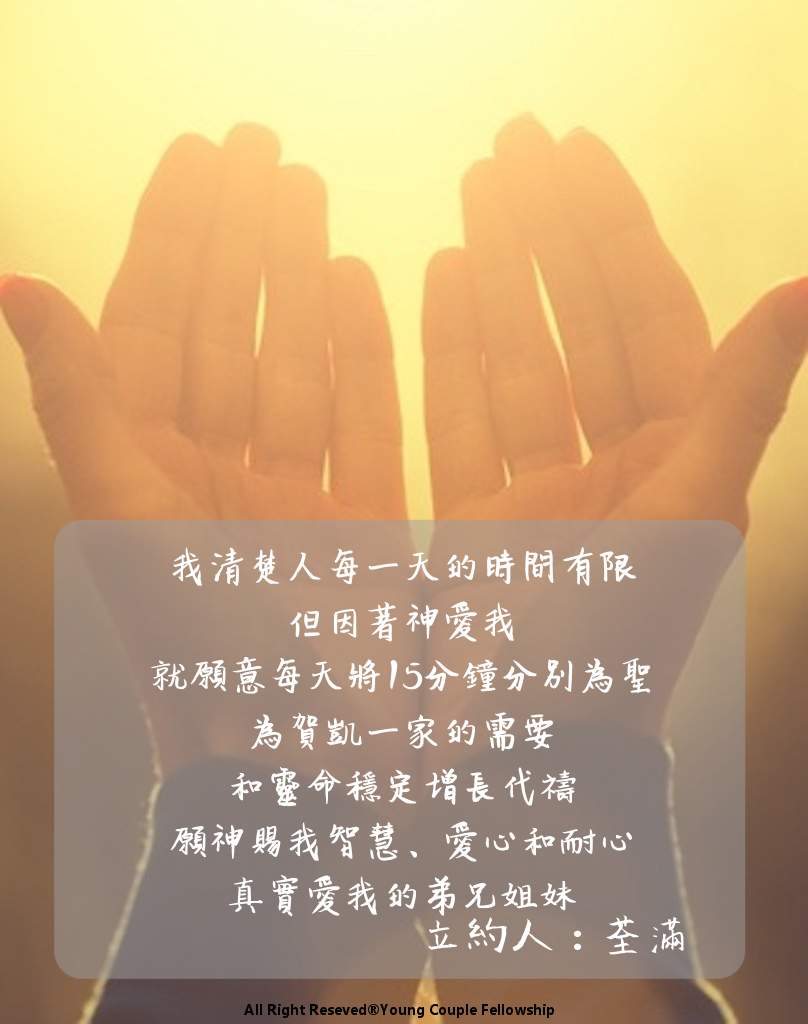 我清楚人每一天的時間有限
但因著神愛我
就願意每天將15分鐘分別為聖
為賀凱一家的需要
和靈命穩定增長代禱
願神賜我智慧、愛心和耐心
真實愛我的弟兄姐妹
立約人：荃滿
All Right Reseved®Young Couple Fellowship